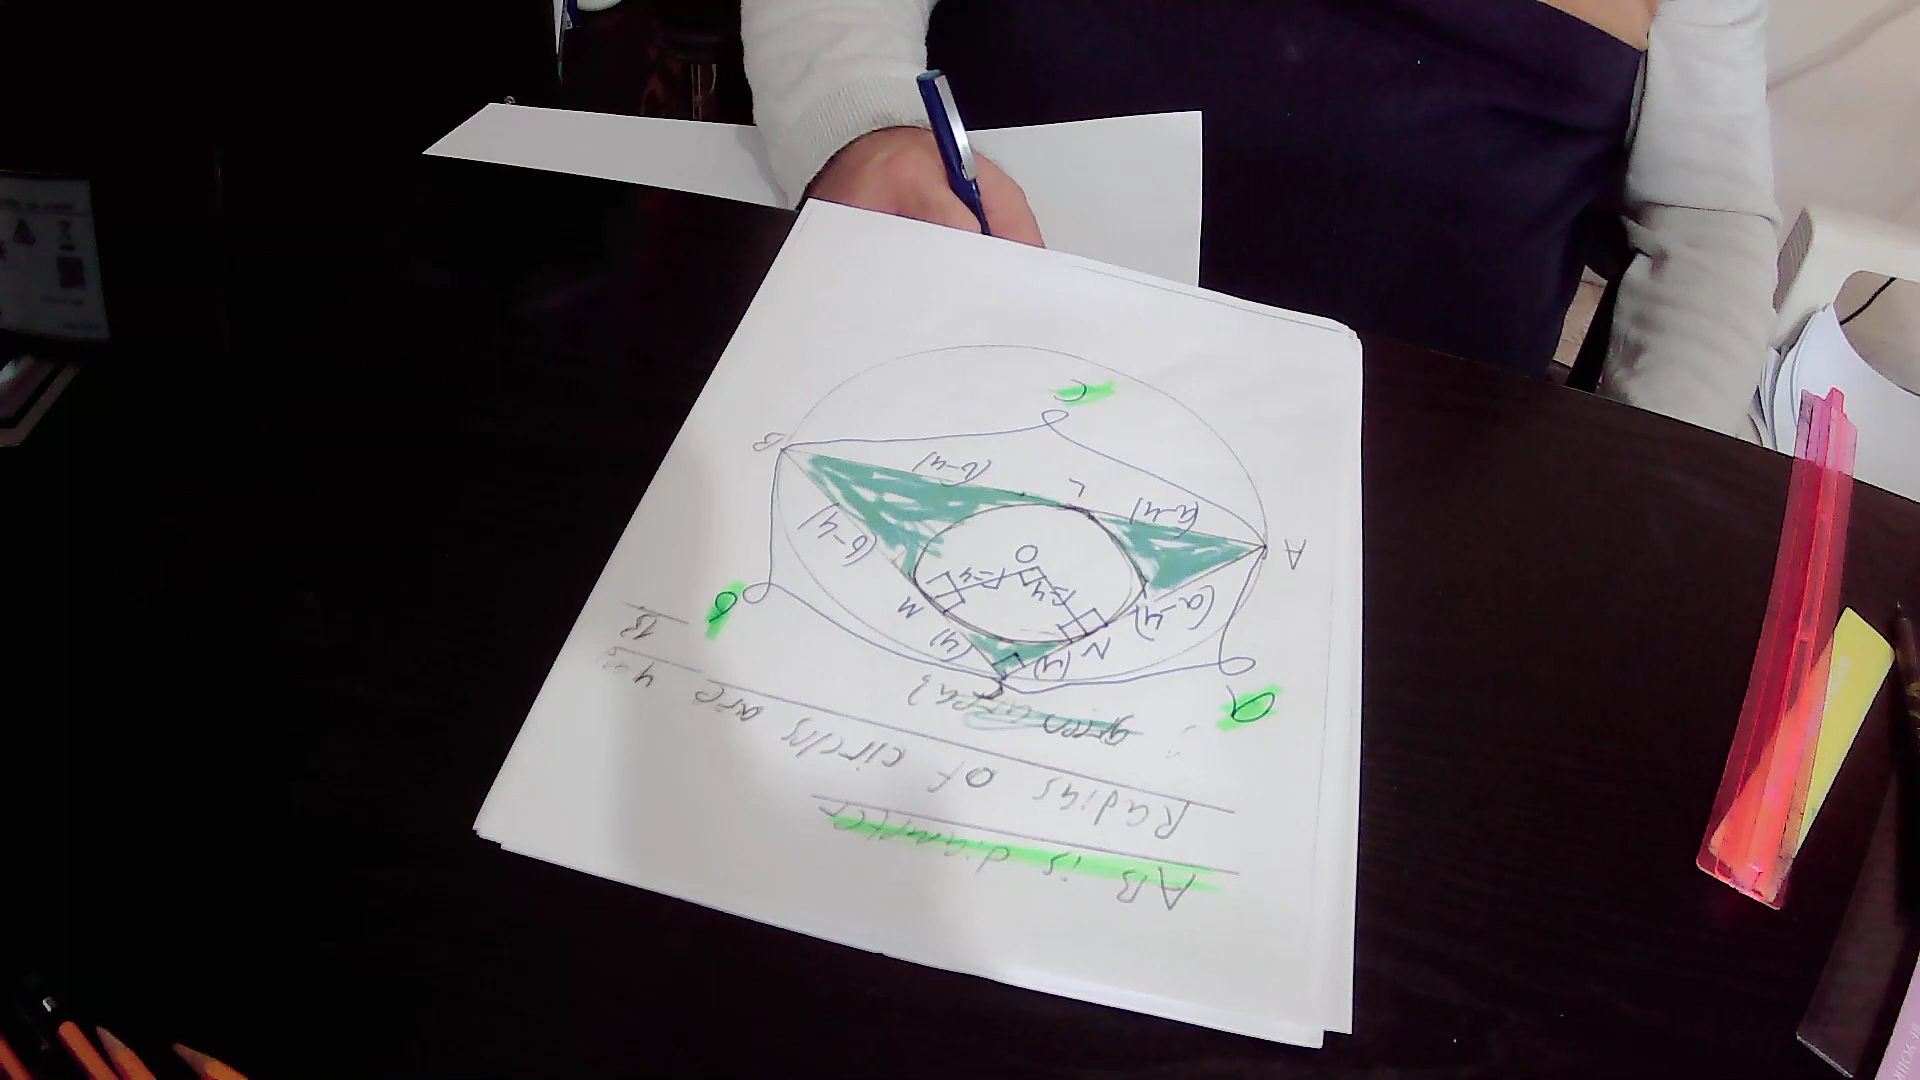 AB is diameter
Radius of circles are 4 and
13
green area?
C
N
M
(4)
(4)
a
b
(a-4)
(b-4)
r=4
r=4
O
A
(a-4)
L
(b-4)
B
c